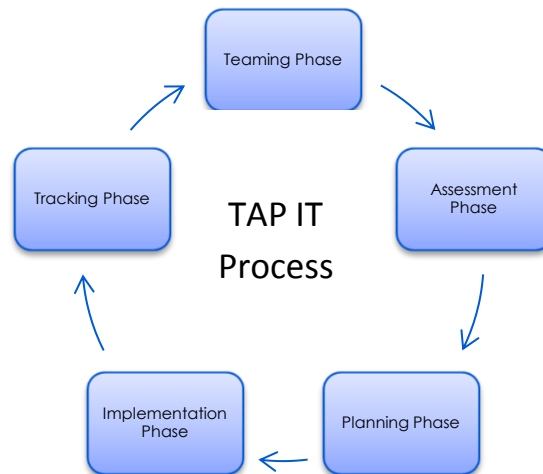 Teaming Phase
Assessment
Phase
Tracking Phase
TAP IT
Process
Planning Phase
Implementation
Phase